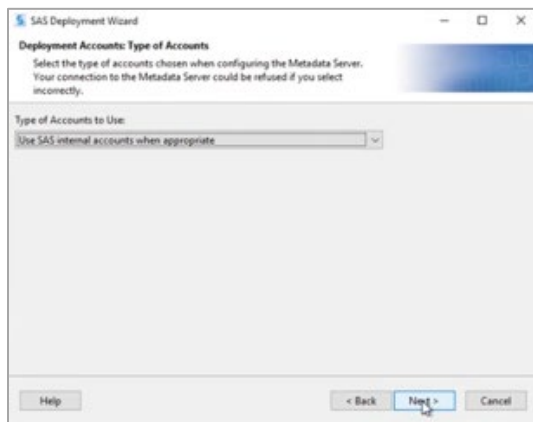 SAS Deployment Wizard
Deployment Accounts: Type of Accounts
Select the type of accounts chosen when configuring the Metadata Server.
Your connection to the Metadata Server could be refused if you select
incorrectly.
Type of Accounts to Use:
Use SAS internal accounts when appropriate
Help
< Back
Next >
Cancel